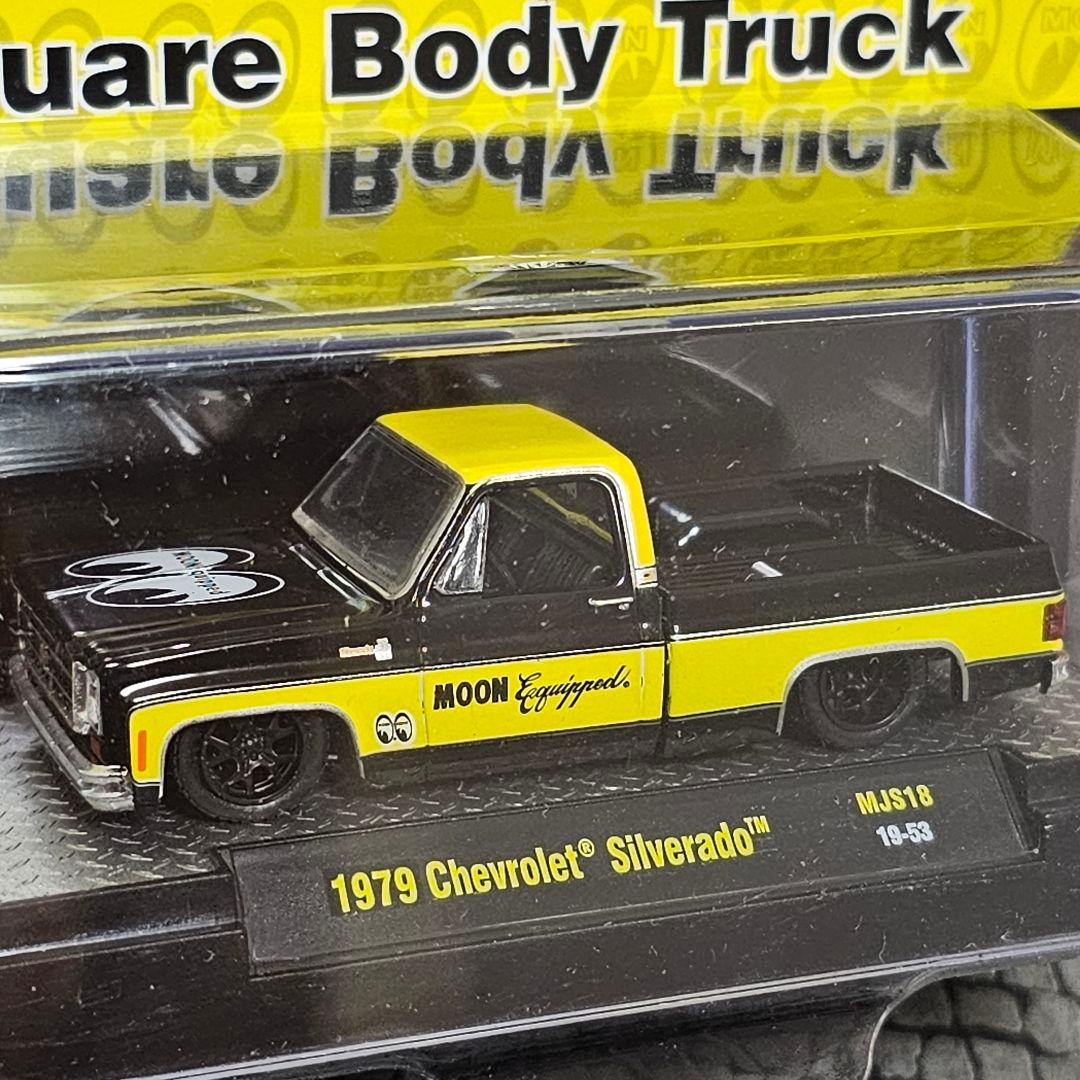 uare Body Truck
MOON Equipped.
1979 Chevrolet® Silverado™
MJS18
19-53